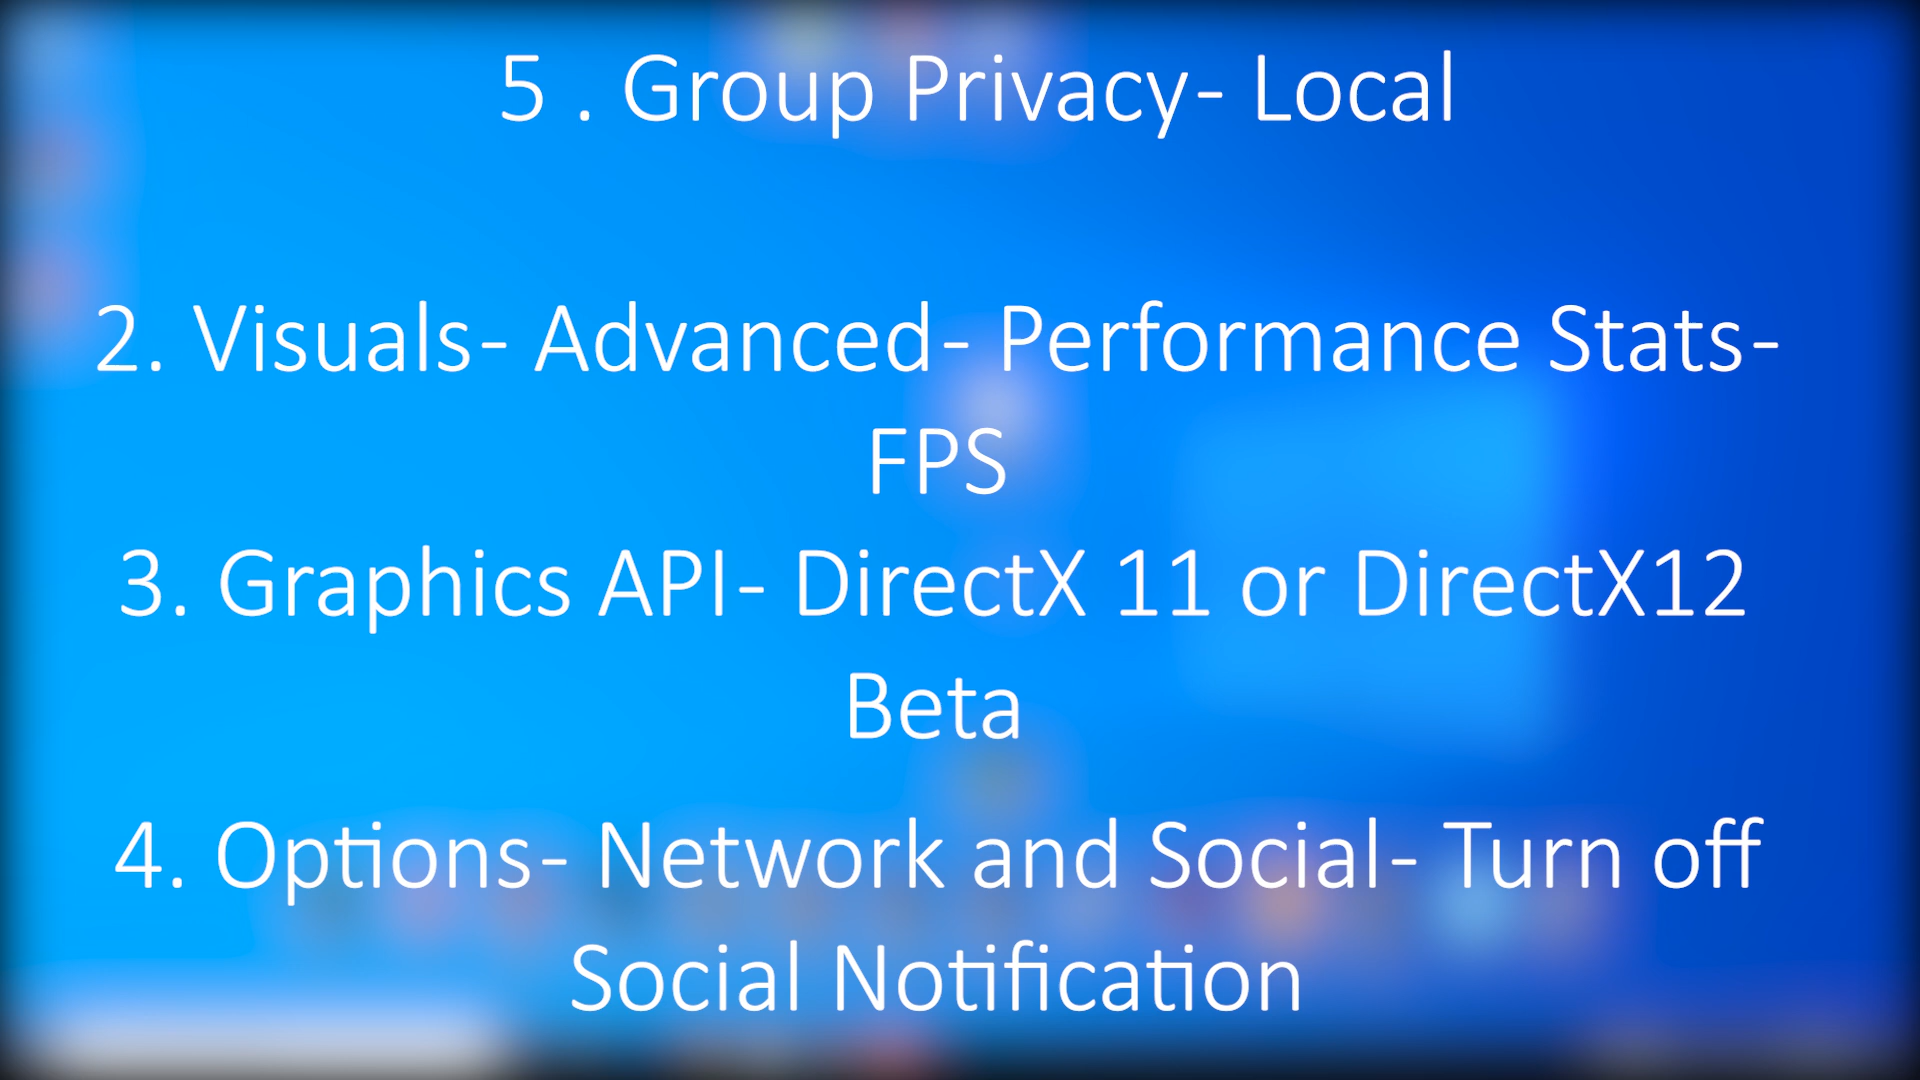 5 . Group Privacy- Local
2. Visuals- Advanced- Performance Stats-
FPS
3. Graphics API- DirectX 11 or DirectX12
Beta
4. Options- Network and Social- Turn off
Social Notification